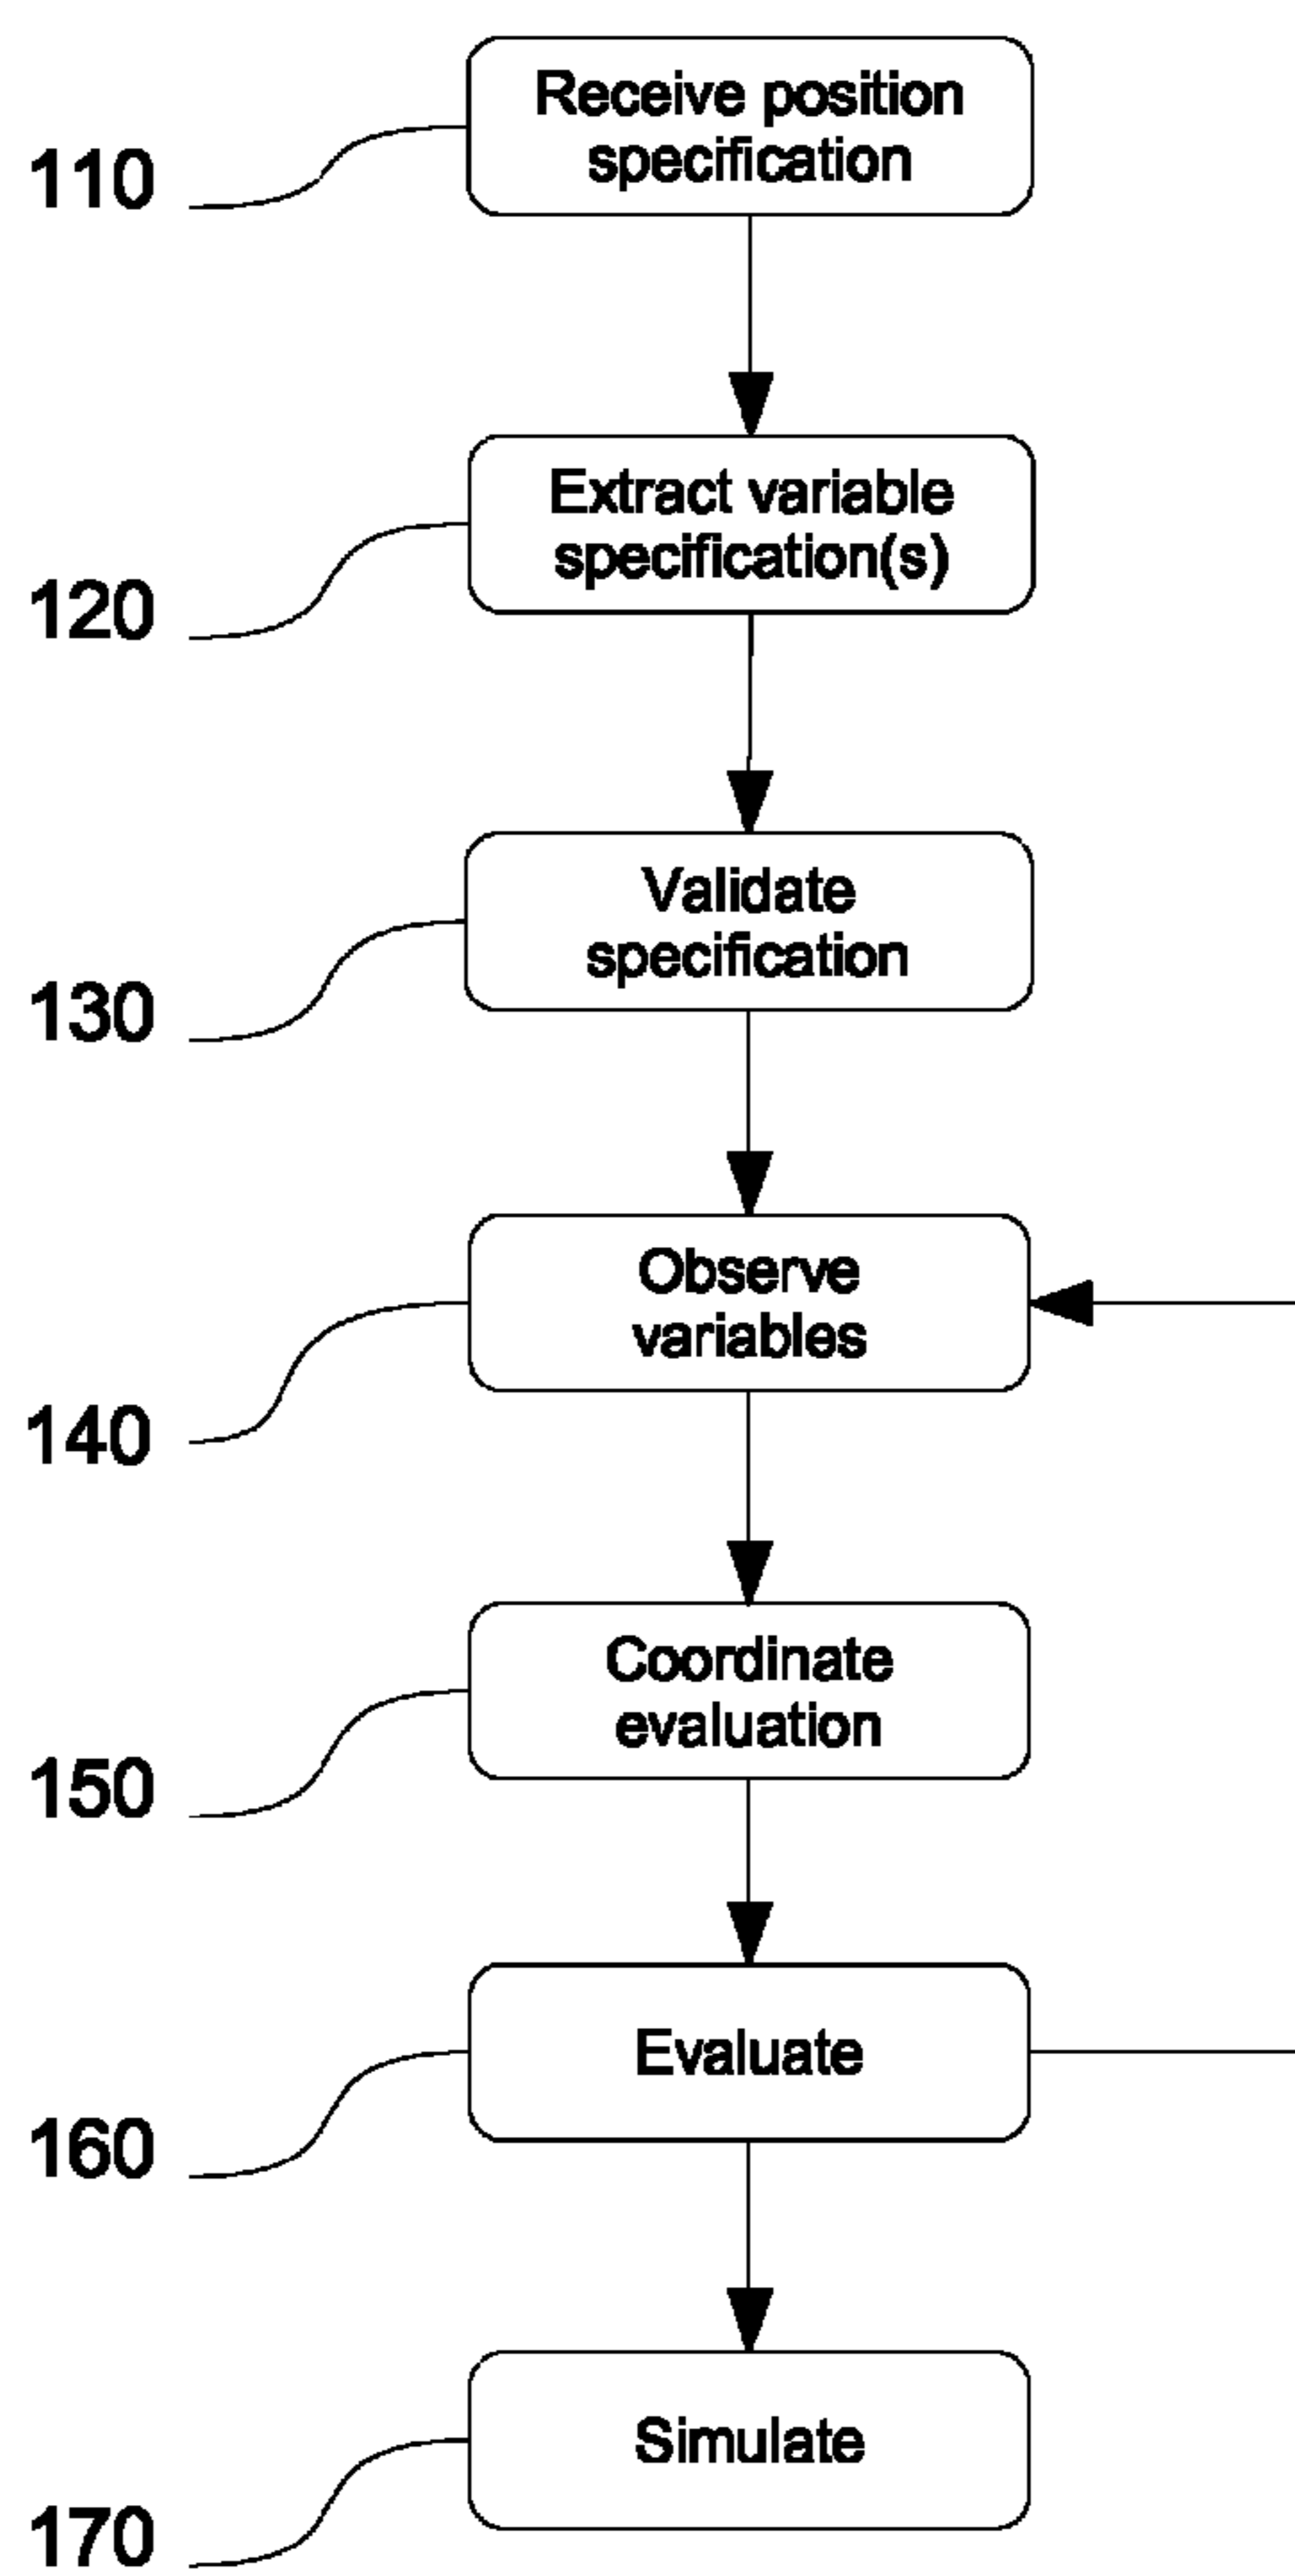 Receive position
specification
110
Extract variable
specification(s)
120
Validate
specification
130
Observe
variables
140
Coordinate
evaluation
150
Evaluate
160
Simulate
170